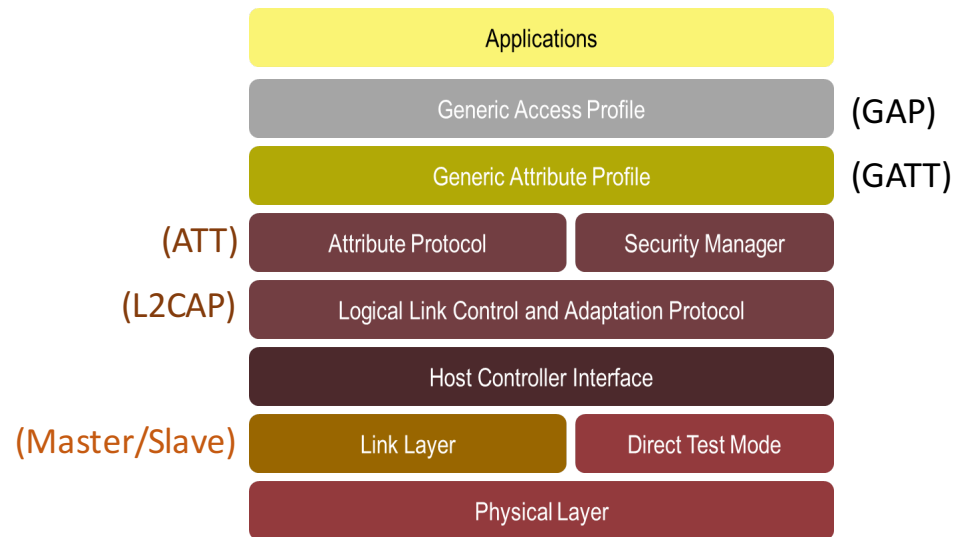 Applications
Generic Access Profile
(GAP)
Generic Attribute Profile
(GATT)
(ATT)
Attribute Protocol
Security Manager
(L2CAP)
Logical Link Control and Adaptation Protocol
Host Controller Interface
(Master/Slave)
Link Layer
Direct Test Mode
Physical Layer